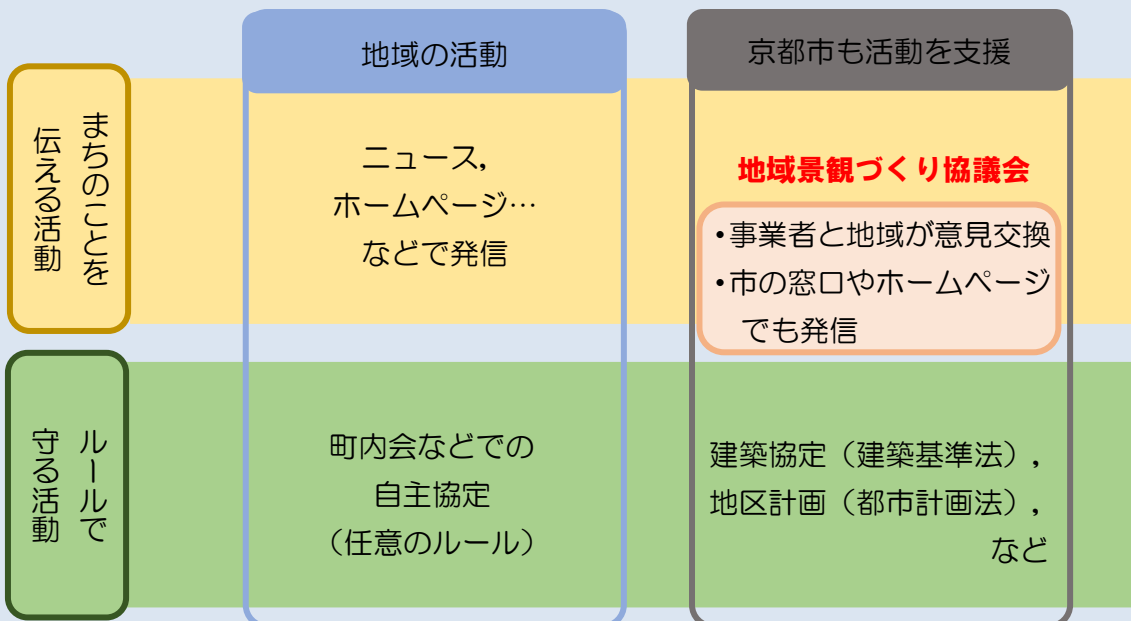 地域の活動
京都市も活動を支援
まちのことを
伝える活動
ニュース，
ホームページ…
などで発信
地域景観づくり協議会
・事業者と地域が意見交換
・市の窓口やホームページ
でも発信
ルールで
守る活動
町内会などでの
自主協定
（任意のルール）
建築協定（建築基準法），
地区計画（都市計画法），
など